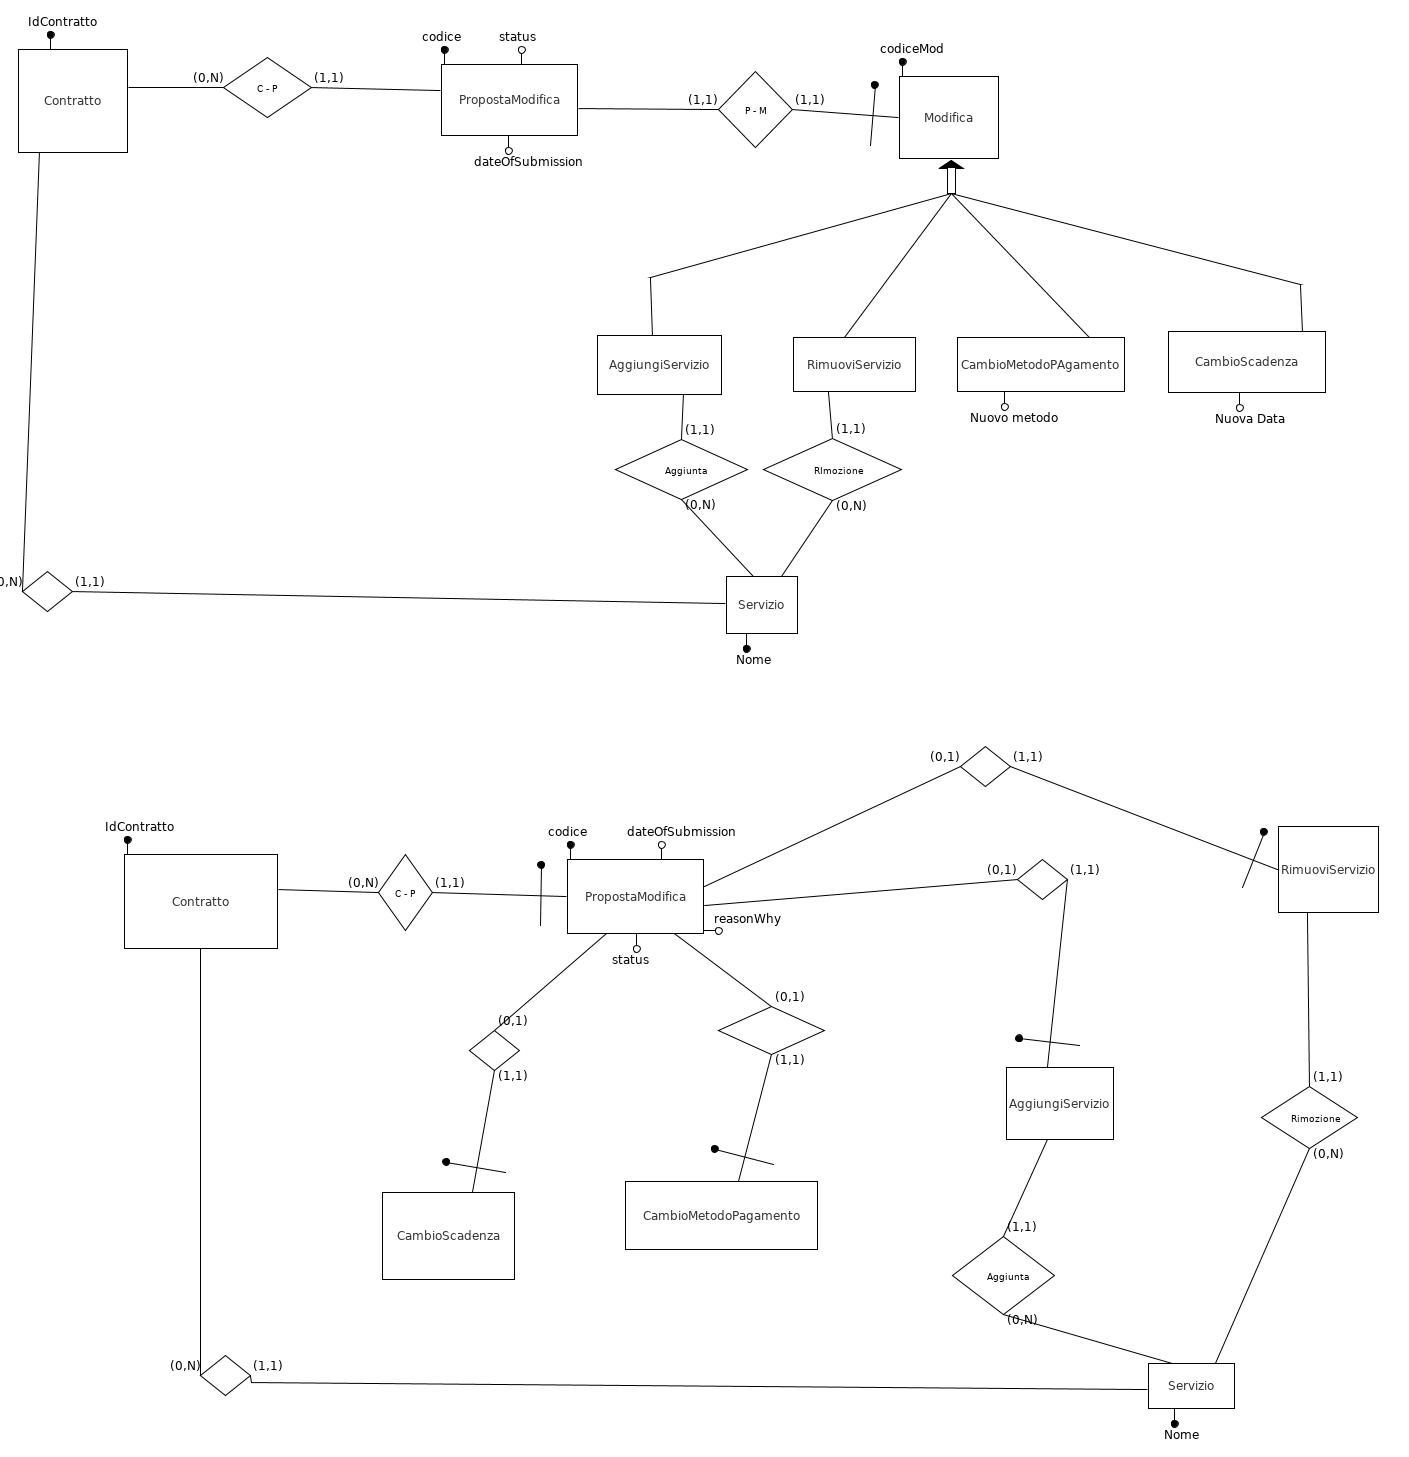 IdContratto
codice
status
codiceMod
Contratto
(0,N)
C - P
(1,1)
PropostaModifica
(1,1)
P - M
(1,1)
Modifica
dateOfSubmission
AggiungiServizio
RimuoviServizio
CambioMetodoPAgamento
CambioScadenza
Nuovo metodo
Nuova Data
(1,1)
(1,1)
Aggiunta
RImozione
(0,N)
(0,N)
0,N)
(1,1)
Servizio
Nome
(0,1)
(1,1)
IdContratto
codice
dateOfSubmission
Contratto
(0,N)
C - P
(1,1)
PropostaModifica
(0,1)
(1,1)
RimuoviServizio
reasonWhy
status
(0,1)
(0,1)
(1,1)
(1,1)
AggiungiServizio
(1,1)
Rimozione
(0,N)
CambioScadenza
CambioMetodoPagamento
(1,1)
Aggiunta
(0,N)
(0,N)
(1,1)
Servizio
Nome